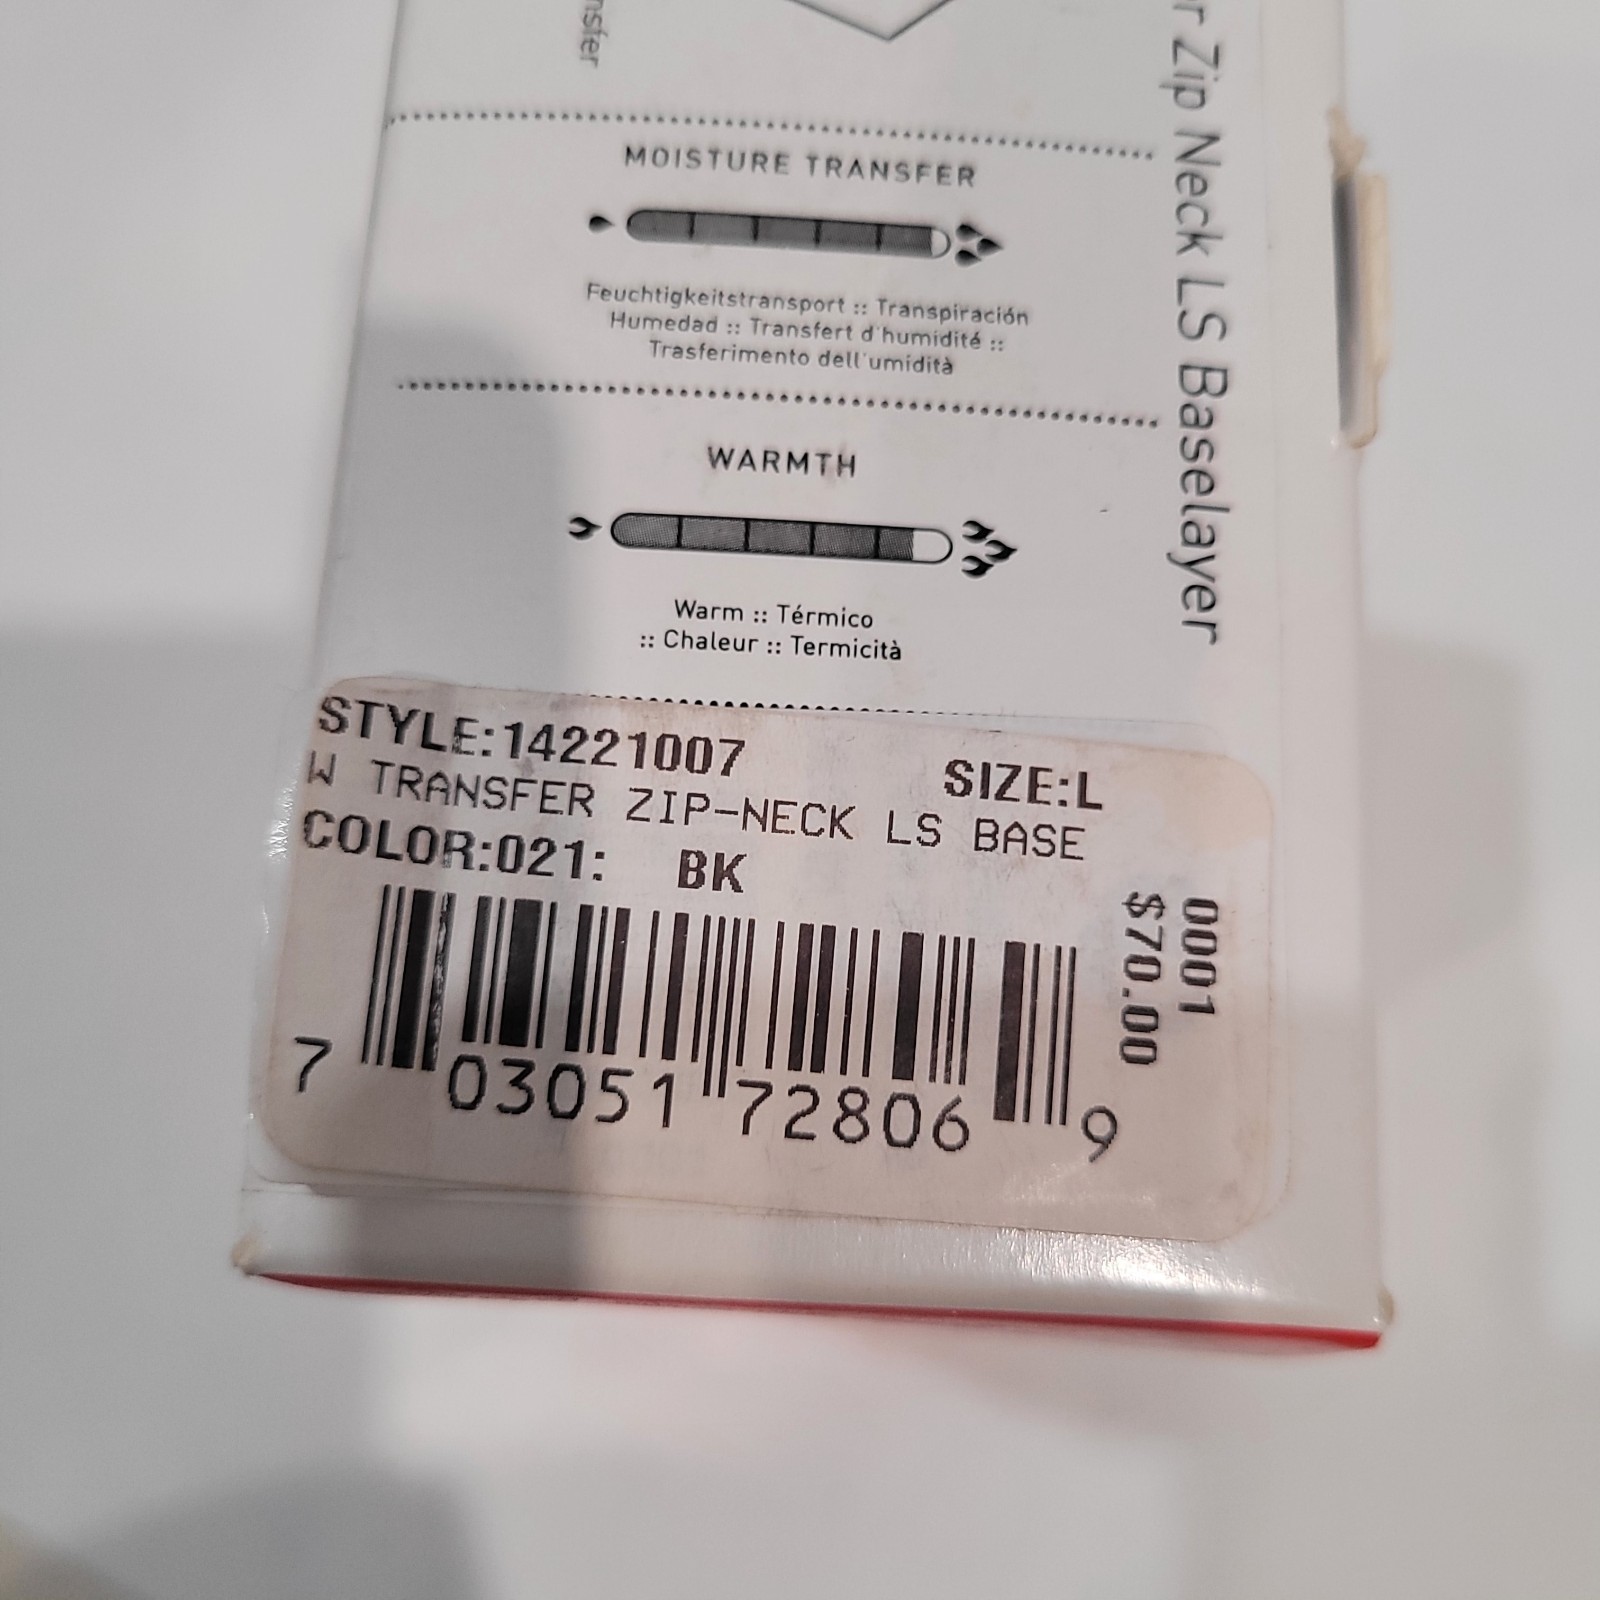 nsfer
r Zip Neck LS Baselayer
MOISTURE TRANSFER
Feuchtigkeitstransport :: Transpiración
Humedad :: Transfert d'humidité ::
Trasferimento dell'umidità
WARMTH
Warm :: Térmico
:: Chaleur :: Termicità
STYLE:14221007 SIZE:L
W TRANSFER ZIP-NECK LS BASE
COLOR:021: BK
0001
$70.00
7 03051 72806 9